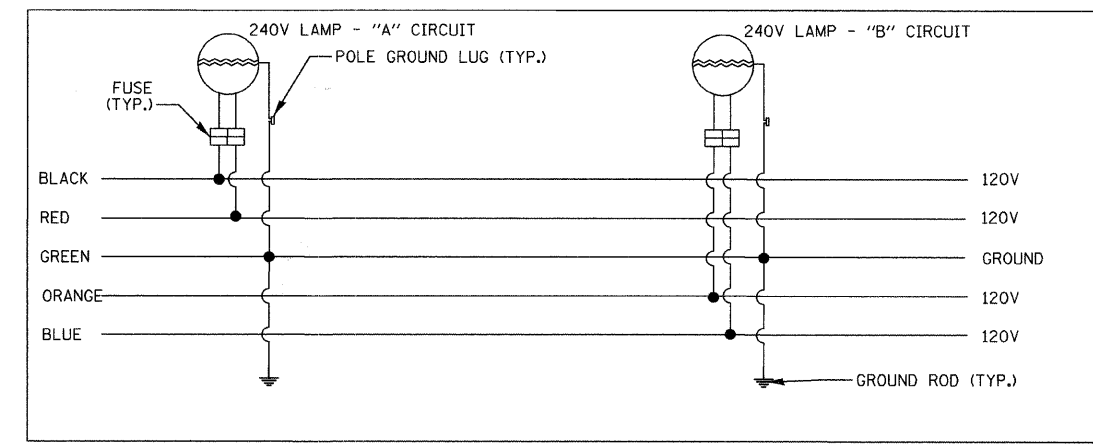 240V LAMP - "A" CIRCUIT
240V LAMP - "B" CIRCUIT
POLE GROUND LUG (TYP.)
FUSE
(TYP.)
BLACK
120V
RED
120V
GREEN
GROUND
ORANGE
120V
BLUE
120V
GROUND ROD (TYP.)